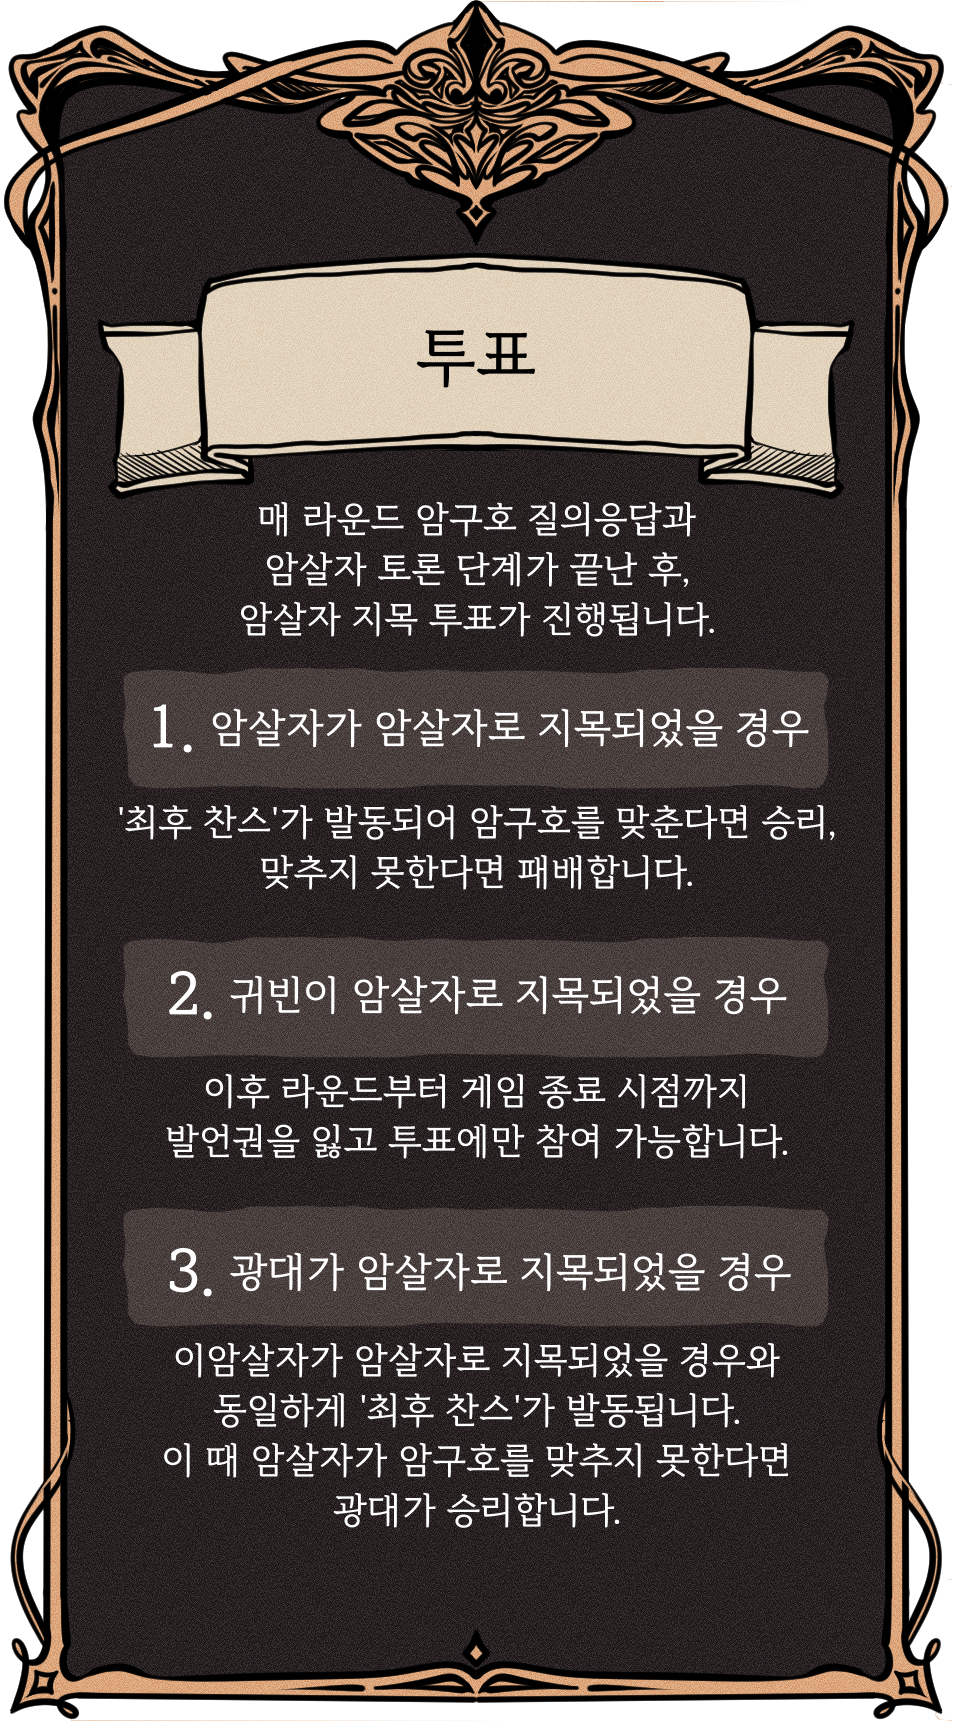 투표
매 라운드 암구호 질의응답과
암살자 토론 단계가 끝난 후,
암살자 지목 투표가 진행됩니다.
1. 암살자가 암살자로 지목되었을 경우
'최후 찬스'가 발동되어 암구호를 맞춘다면 승리,
맞추지 못한다면 패배합니다.
2. 귀빈이 암살자로 지목되었을 경우
이후 라운드부터 게임 종료 시점까지
발언권을 잃고 투표에만 참여 가능합니다.
3. 광대가 암살자로 지목되었을 경우
이암살자가 암살자로 지목되었을 경우와
동일하게 '최후 찬스'가 발동됩니다.
이 때 암살자가 암구호를 맞추지 못한다면
광대가 승리합니다.